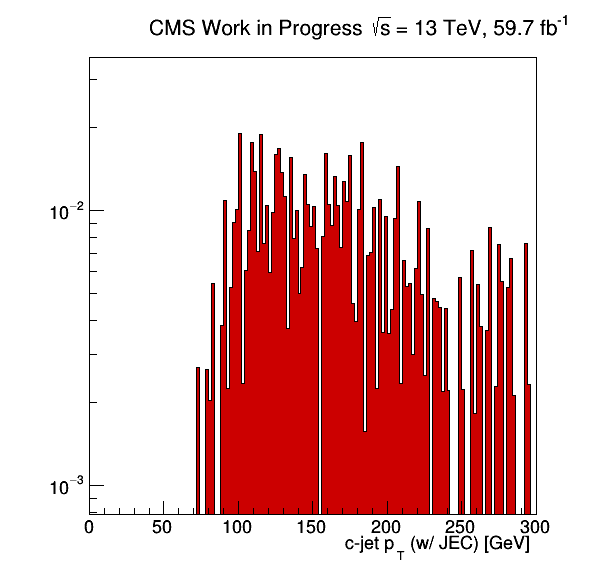 CMS Work in Progress √s = 13 TeV, 59.7 fb⁻¹
10⁻²
10⁻³
0 50 100 150 200 250 300
c-jet p_T (w/ JEC) [GeV]